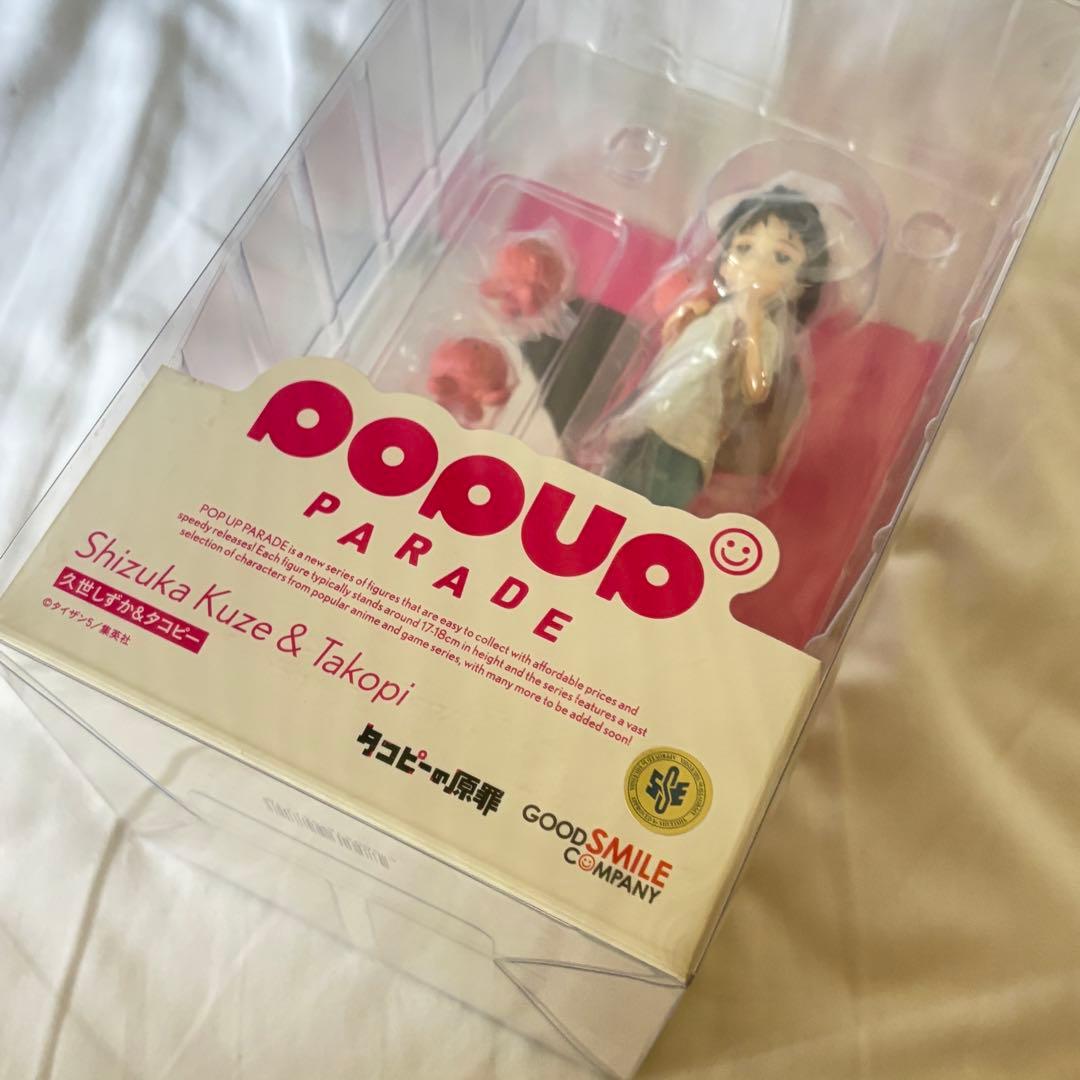 POPUP
PARADE
POP UP PARADE is a new series of figures that are easy to collect with affordable prices and
speedy releases! Each figure typically stands around 17-18cm in height and the series features a vast
selection of characters from popular anime and game series, with many more to be added soon!
Shizuka Kuze & Takopi
久世しずか&タコピー
©タイザン5/集英社
タコピーの原罪
GOOD SMILE
COMPANY